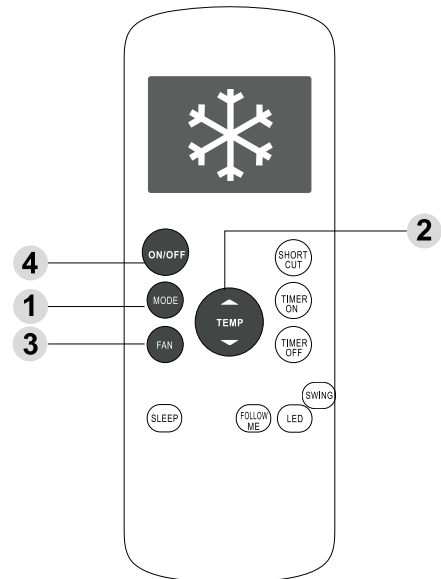 2
ON/OFF
SHORT
CUT
4
MODE
TIMER
ON
1
TEMP
3
FAN
TIMER
OFF
SWING
SLEEP
FOLLOW
ME
LED